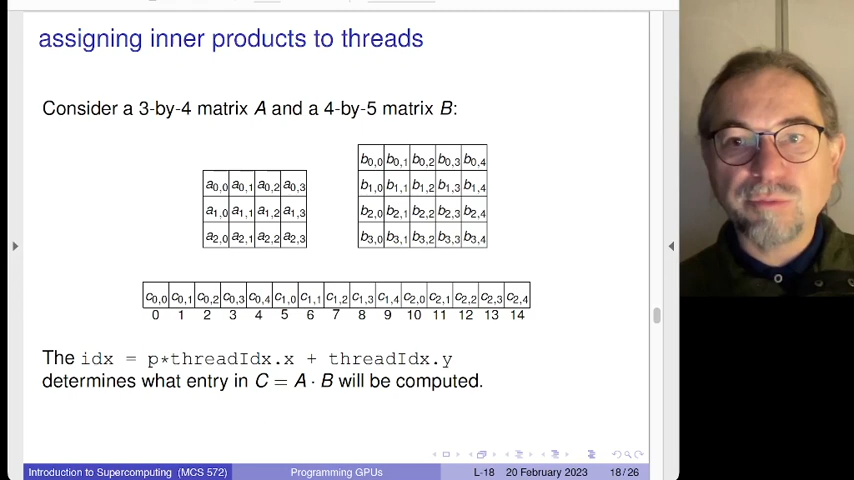 assigning inner products to threads
Consider a 3-by-4 matrix A and a 4-by-5 matrix B:
b0,0 b0,1 b0,2 b0,3 b0,4
a0,0 a0,1 a0,2 a0,3 b1,0 b1,1 b1,2 b1,3 b1,4
a1,0 a1,1 a1,2 a1,3 b2,0 b2,1 b2,2 b2,3 b2,4
a2,0 a2,1 a2,2 a2,3 b3,0 b3,1 b3,2 b3,3 b3,4
c0,0 c0,1 c0,2 c0,3 c0,4 c1,0 c1,1 c1,2 c1,3 c1,4 c2,0 c2,1 c2,2 c2,3 c2,4
0 1 2 3 4 5 6 7 8 9 10 11 12 13 14
The idx = p*threadIdx.x + threadIdx.y
determines what entry in C = A · B will be computed.
Introduction to Supercomputing (MCS 572) Programming GPUs L-18 20 February 2023 18 / 26